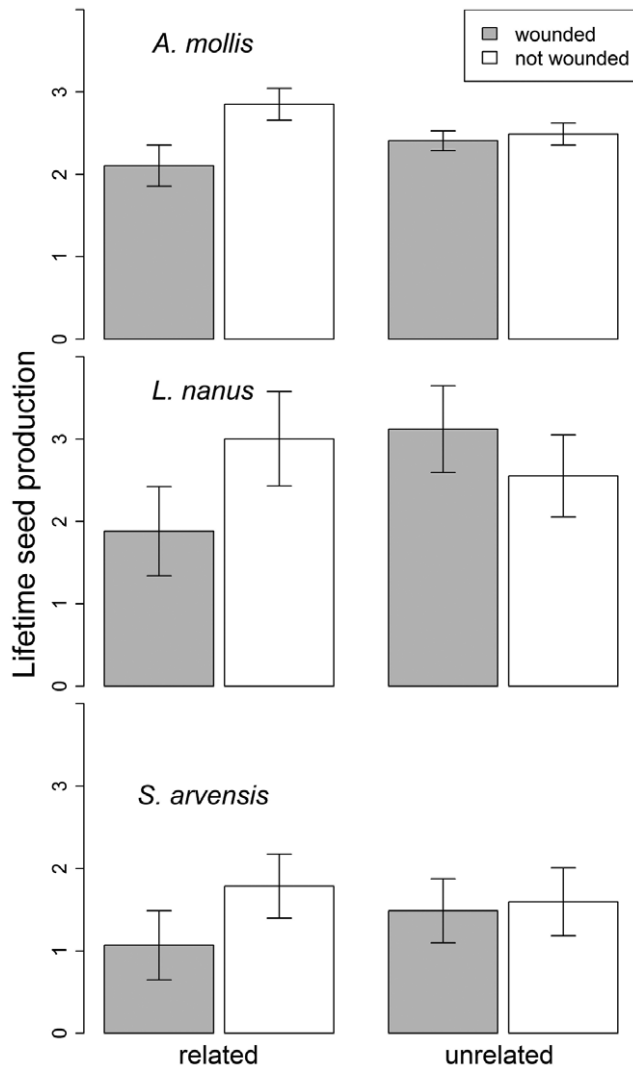 A. mollis
wounded
not wounded
3
2
1
0
Lifetime seed production
L. nanus
3
2
1
0
S. arvensis
3
2
1
0
related unrelated